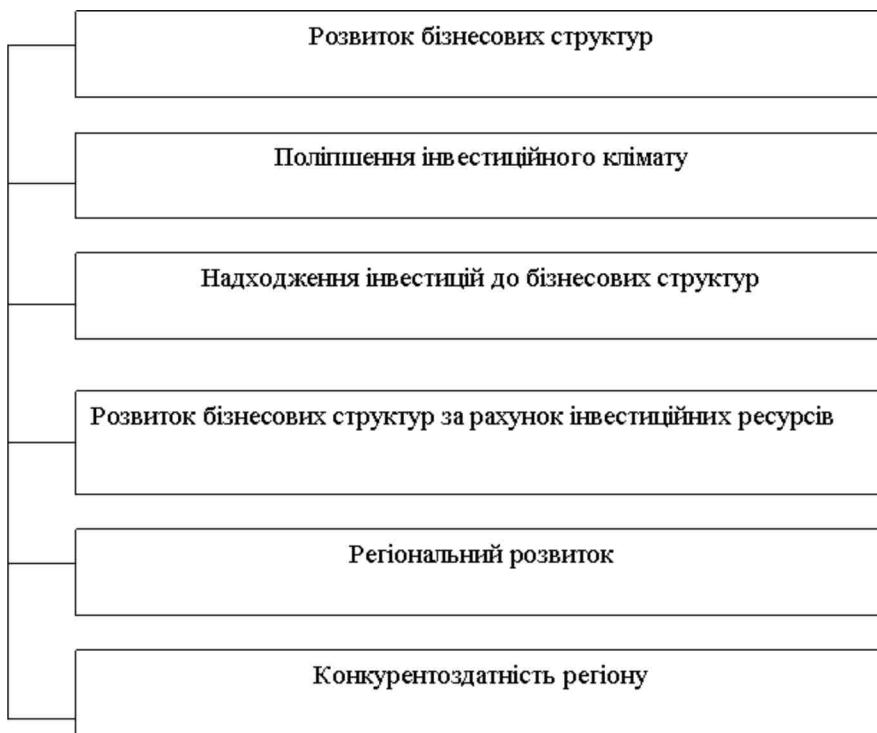 Розвиток бізнесових структур
Поліпшення інвестиційного клімату
Надходження інвестицій до бізнесових структур
Розвиток бізнесових структур за рахунок інвестиційних ресурсів
Регіональний розвиток
Конкурентоздатність регіону